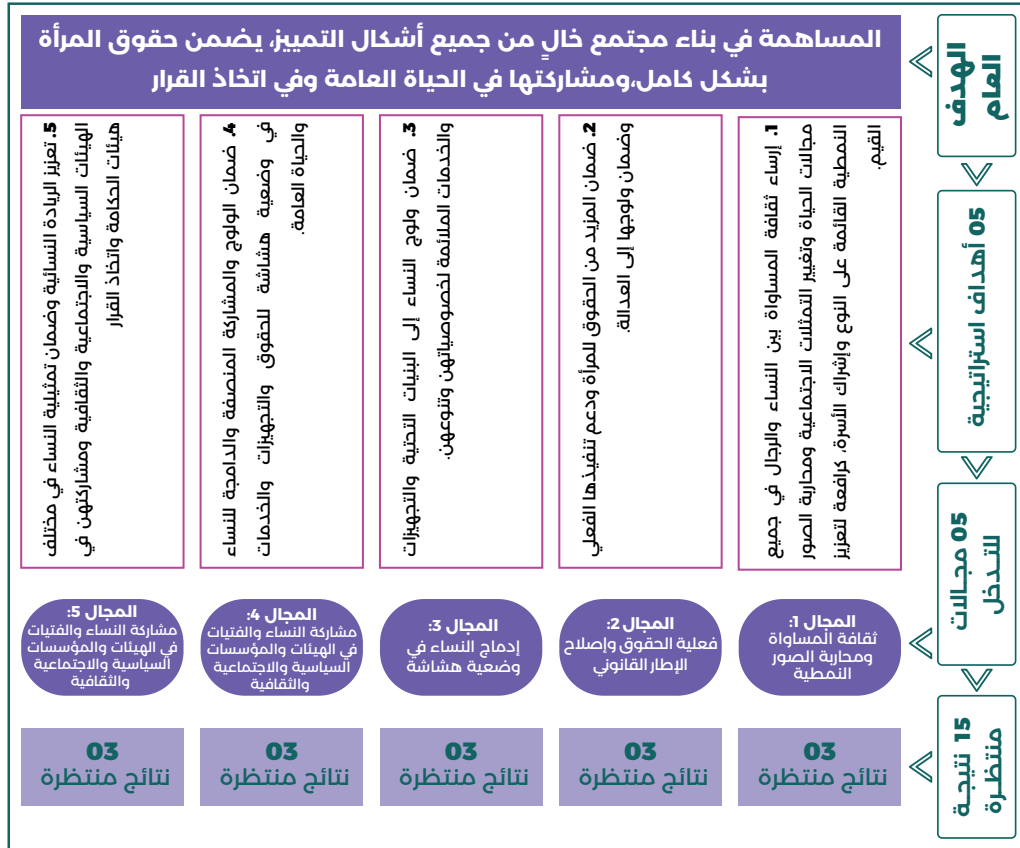 الهدف
العام
المساهمة في بناء مجتمع خالٍ من جميع أشكال التمييز، يضمن حقوق المرأة
بشكل كامل،ومشاركتها في الحياة العامة وفي اتخاذ القرار
05 أهداف استراتيجية
1. إرساء ثقافة المساواة بين النساء والرجال في جميع
مجالات الحياة وتغيير التمثلات الاجتماعية ومحاربة الصور
النمطية القائمة على النوع وإشراك الأسرة، كرافعة لتعزيز
القيم.
2. ضمان المزيد من الحقوق للمرأة ودعم تنفيذها الفعلي
وضمان ولوجها إلى العدالة.
3. ضمان ولوج النساء إلى البنيات التحتية والتجهيزات
والخدمات الملائمة لخصوصياتهن وتنوعهن.
4. ضمان الولوج والمشاركة المنصفة والدامجة للنساء
في وضعية هشاشة للحقوق والتجهيزات والخدمات
والحياة العامة.
5. تعزيز الريادة النسائية وضمان تمثيلية النساء في مختلف
الهيئات السياسية والاجتماعية والثقافية ومشاركتهن في
هيئات الحكامة واتخاذ القرار
05 مجـالات
للتـدخل
المجال 1:
ثقافة المساواة
ومحاربة الصور
النمطية
المجال 2:
فعلية الحقوق وإصلاح
الإطار القانوني
المجال 3:
إدماج النساء في
وضعية هشاشة
المجال 4:
مشاركة النساء والفتيات
في الهيئات والمؤسسات
السياسية والاجتماعية
والثقافية
المجال 5:
مشاركة النساء والفتيات
في الهيئات والمؤسسات
السياسية والاجتماعية
والثقافية
15 نتيجـة
منتظـرة
03
نتائج منتظرة
03
نتائج منتظرة
03
نتائج منتظرة
03
نتائج منتظرة
03
نتائج منتظرة